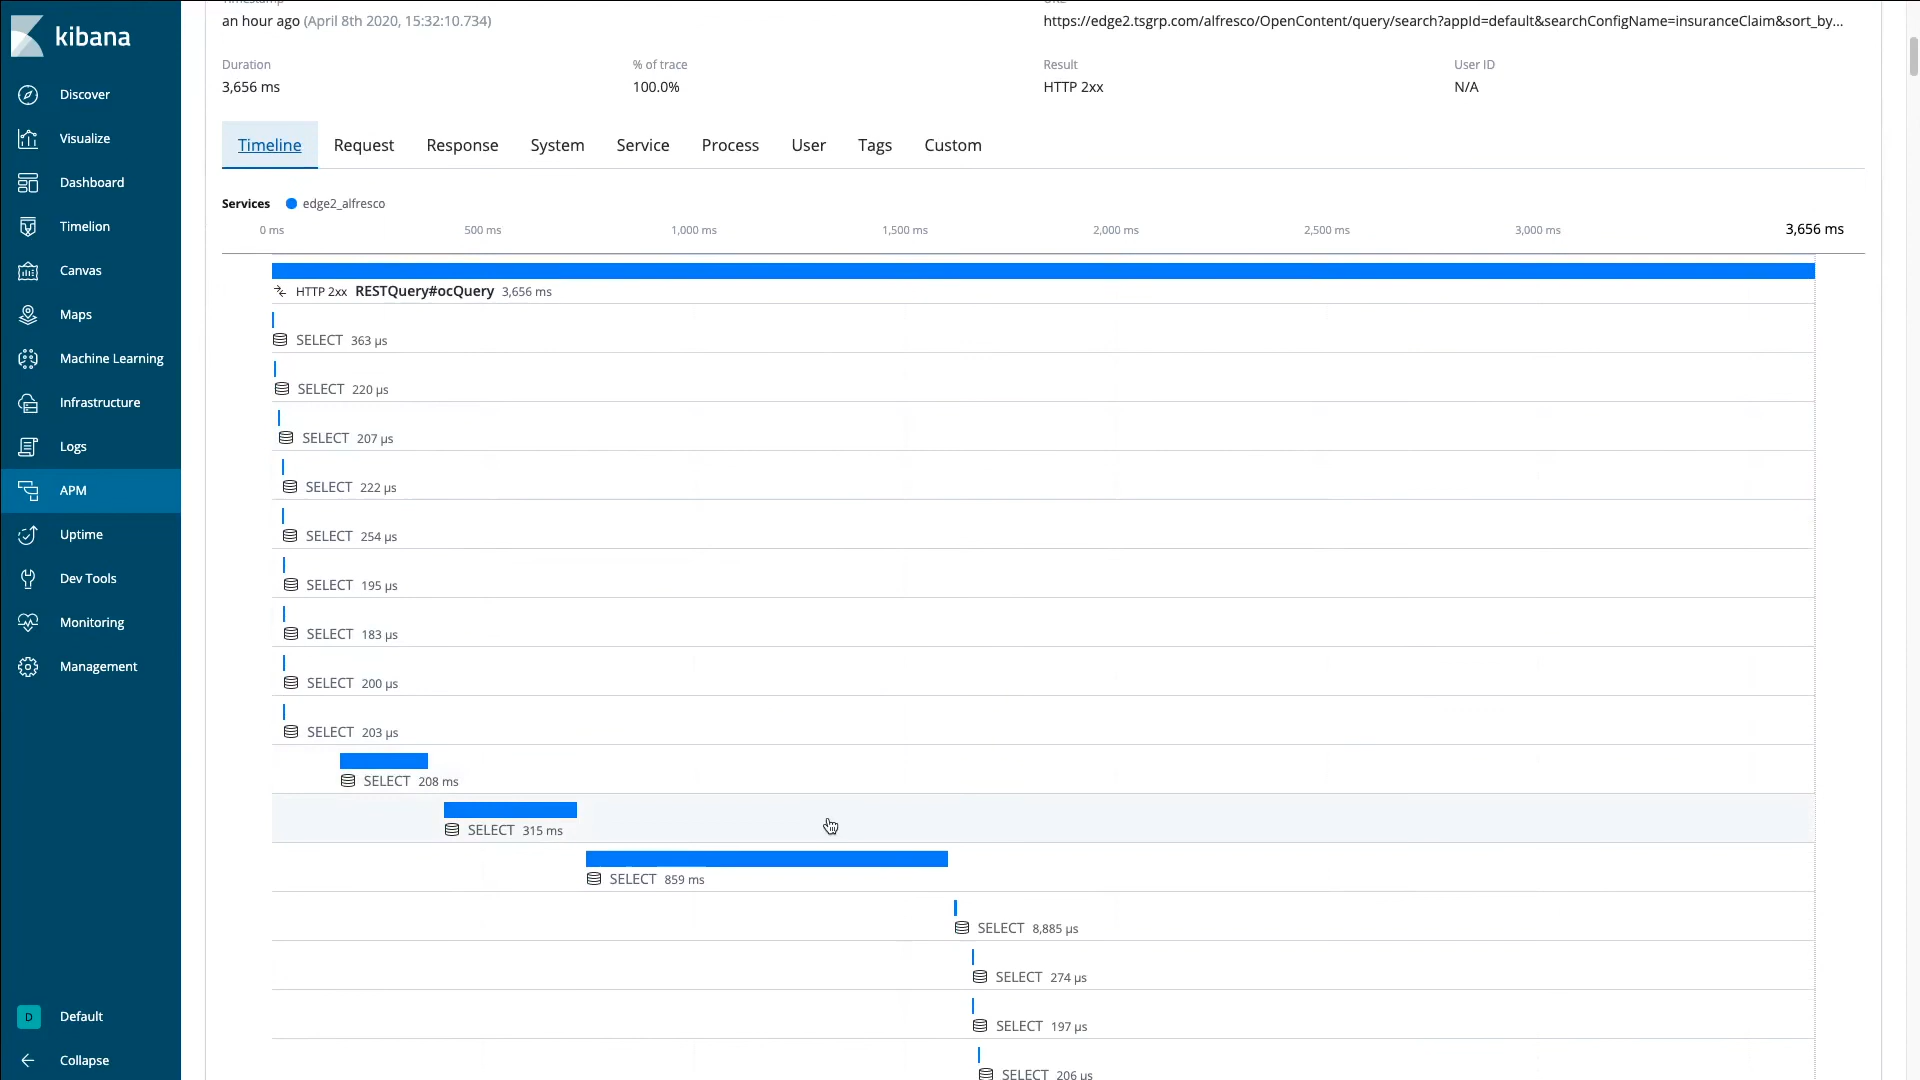 kibana
Discover
Visualize
Dashboard
Timelion
Canvas
Maps
Machine Learning
Infrastructure
Logs
APM
Uptime
Dev Tools
Monitoring
Management
D Default
Collapse
an hour ago (April 8th 2020, 15:32:10.734)
https://edge2.tsgrp.com/alfresco/OpenContent/query/search?appId=default&searchConfigName=insuranceClaim&sort_by...
Duration % of trace Result User ID
3,656 ms 100.0% HTTP 2xx N/A
Timeline Request Response System Service Process User Tags Custom
Services edge2_alfresco
0 ms 500 ms 1,000 ms 1,500 ms 2,000 ms 2,500 ms 3,000 ms 3,656 ms
HTTP 2xx RESTQuery#ocQuery 3,656 ms
SELECT 363 μs
SELECT 220 μs
SELECT 207 μs
SELECT 222 μs
SELECT 254 μs
SELECT 195 μs
SELECT 183 μs
SELECT 200 μs
SELECT 203 μs
SELECT 208 ms
SELECT 315 ms
SELECT 859 ms
SELECT 8,885 μs
SELECT 274 μs
SELECT 197 μs
SELECT 206 μs